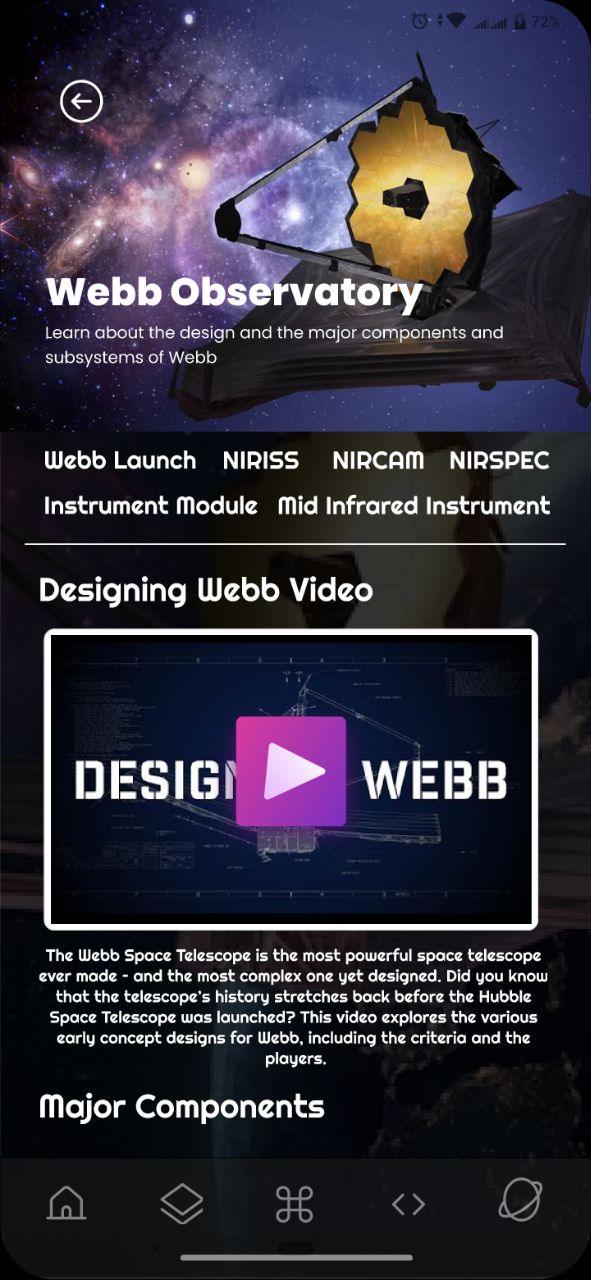 72%
Webb Observatory
Learn about the design and the major components and
subsystems of Webb
Webb Launch NIRISS NIRCAM NIRSPEC
Instrument Module Mid Infrared Instrument
Designing Webb Video
DESIGN WEBB
The Webb Space Telescope is the most powerful space telescope
ever made - and the most complex one yet designed. Did you know
that the telescope's history stretches back before the Hubble
Space Telescope was launched? This video explores the various
early concept designs for Webb, including the criteria and the
players.
Major Components